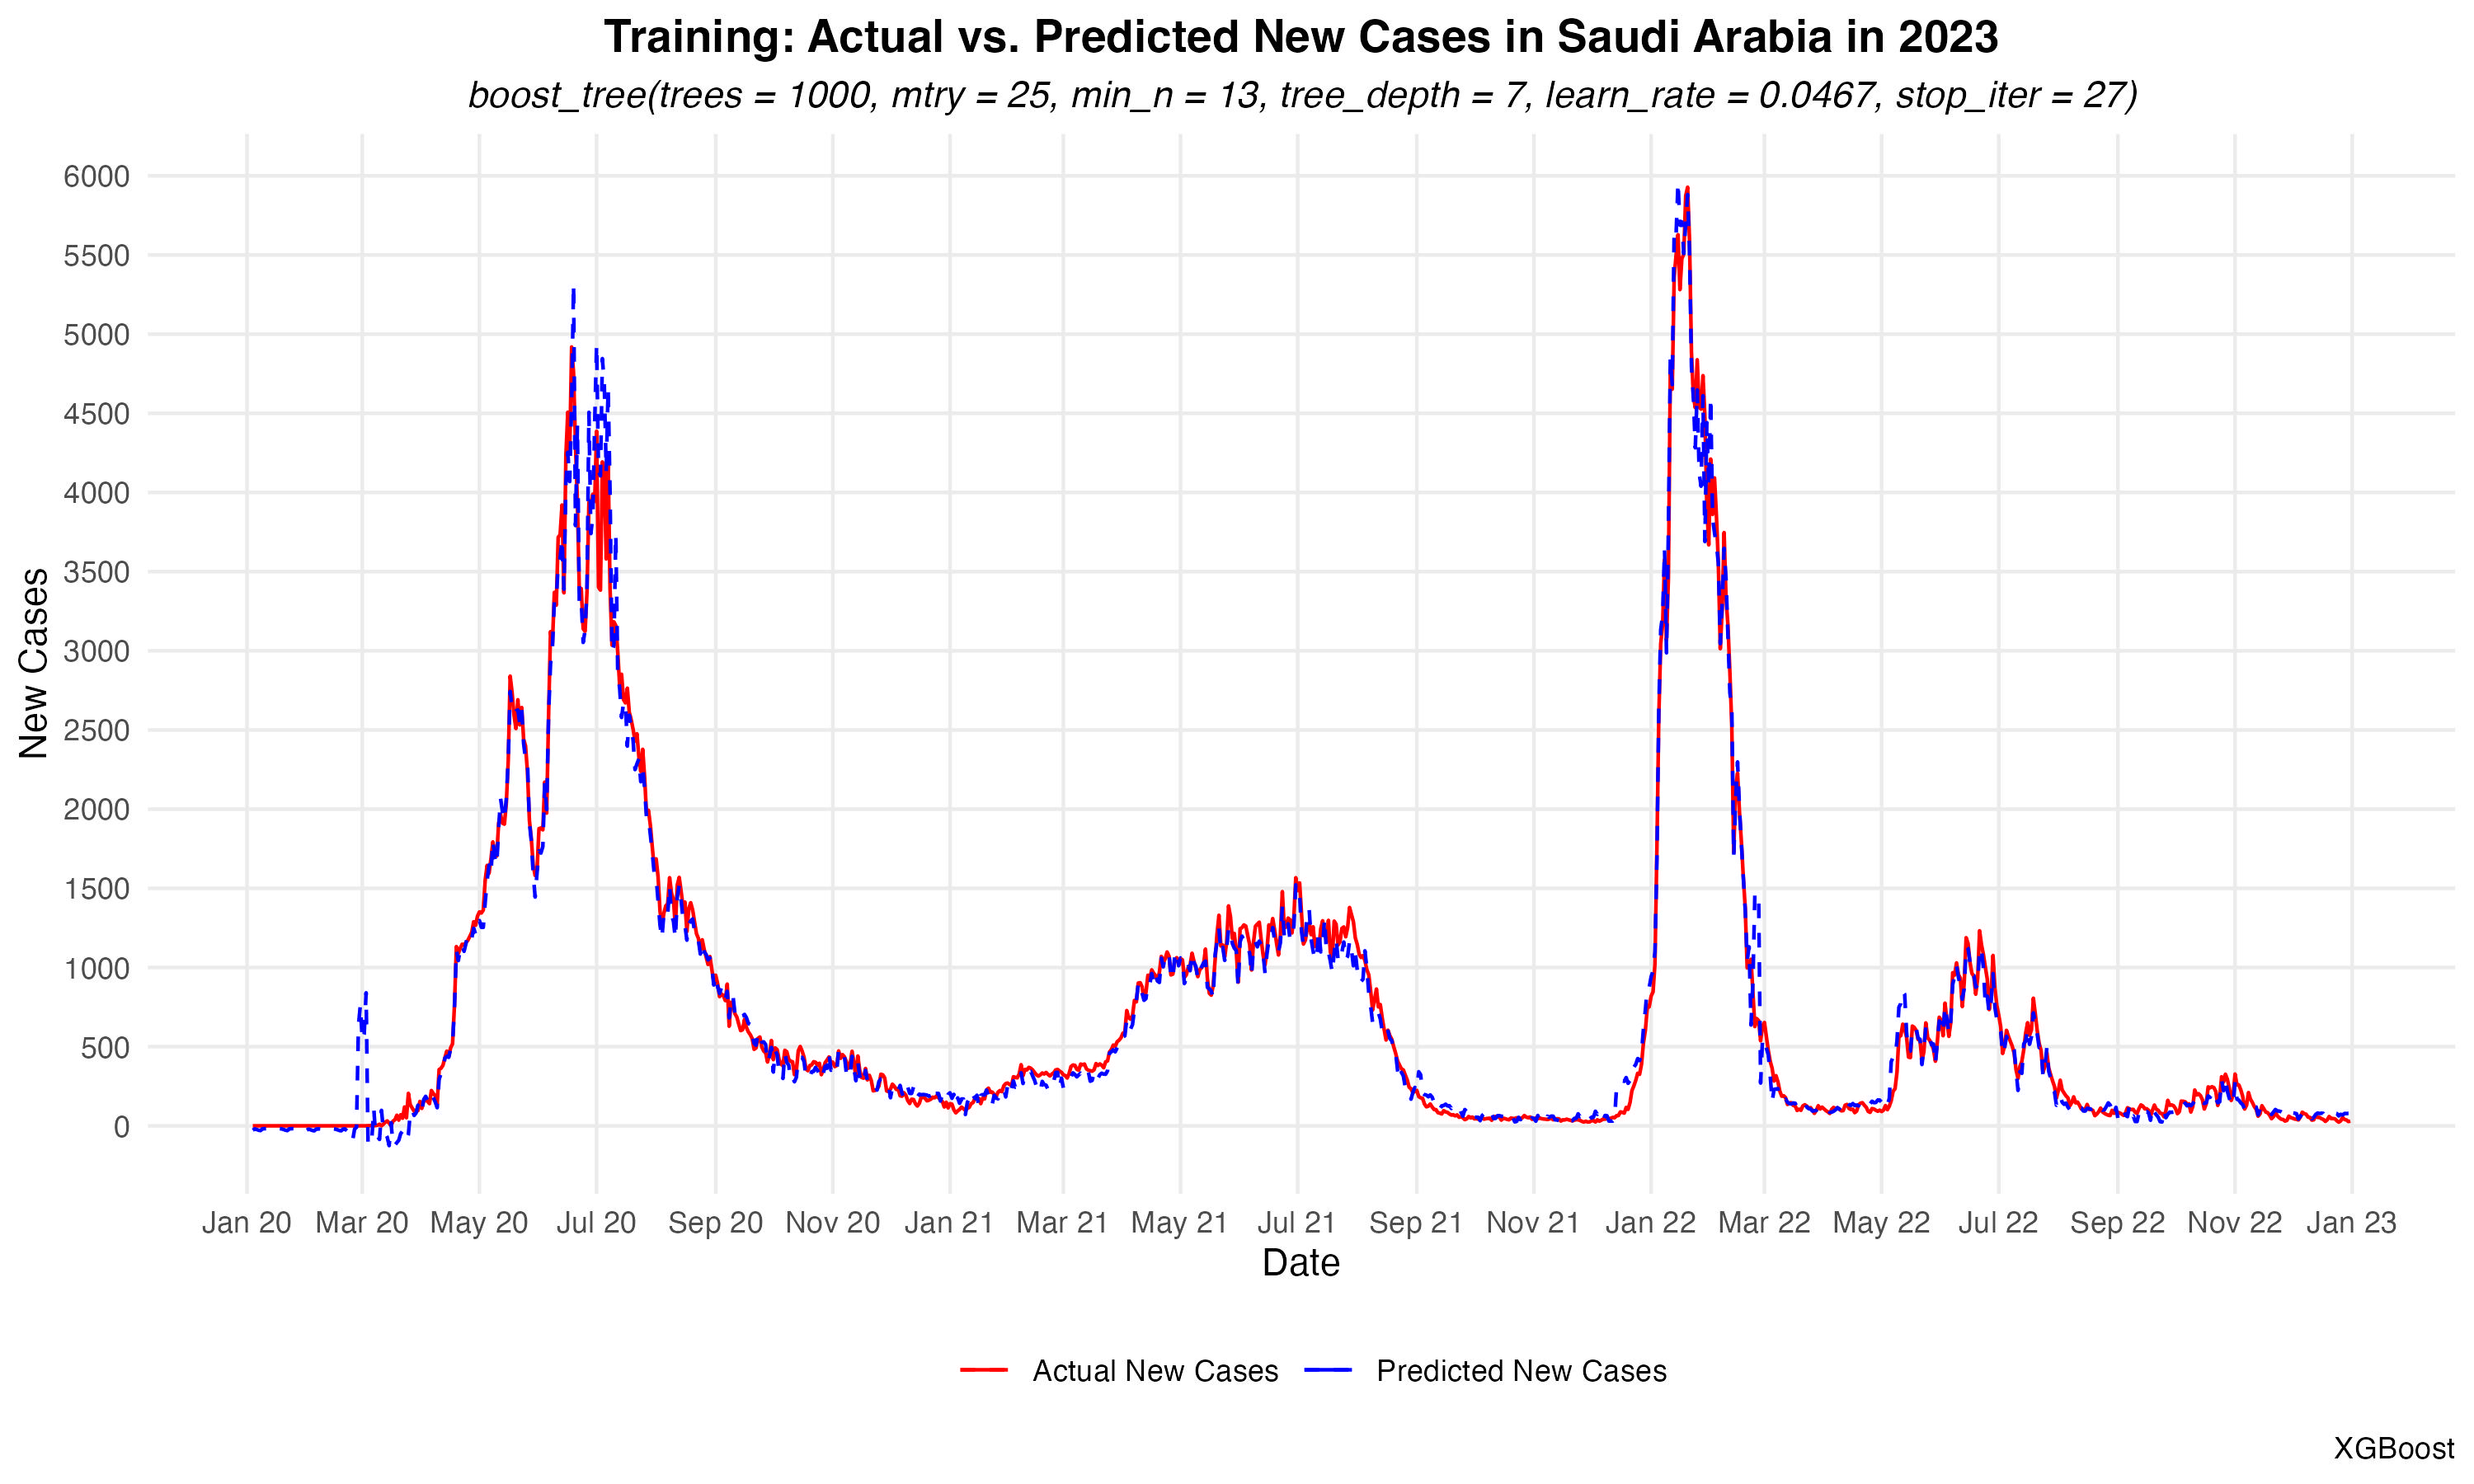 Training: Actual vs. Predicted New Cases in Saudi Arabia in 2023
boost_tree(trees = 1000, mtry = 25, min_n = 13, tree_depth = 7, learn_rate = 0.0467, stop_iter = 27)
New Cases
6000
5500
5000
4500
4000
3500
3000
2500
2000
1500
1000
500
0
Jan 20 Mar 20 May 20 Jul 20 Sep 20 Nov 20 Jan 21 Mar 21 May 21 Jul 21 Sep 21 Nov 21 Jan 22 Mar 22 May 22 Jul 22 Sep 22 Nov 22 Jan 23
Date
Actual New Cases Predicted New Cases
XGBoost